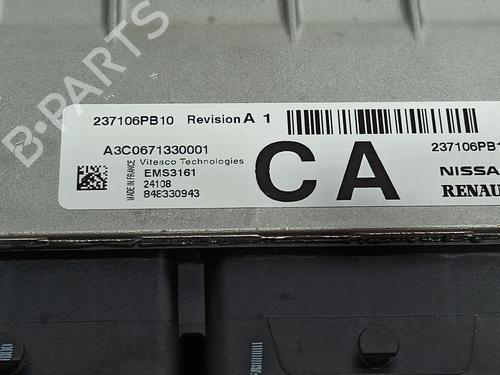 B-PARTS
237106PB10 Revision A 1
A3C0671330001
Vitesco Technologies
MADE IN FRANCE
EMS3161
24108
848330943
CA
237106PB1
NISSA
RENAU